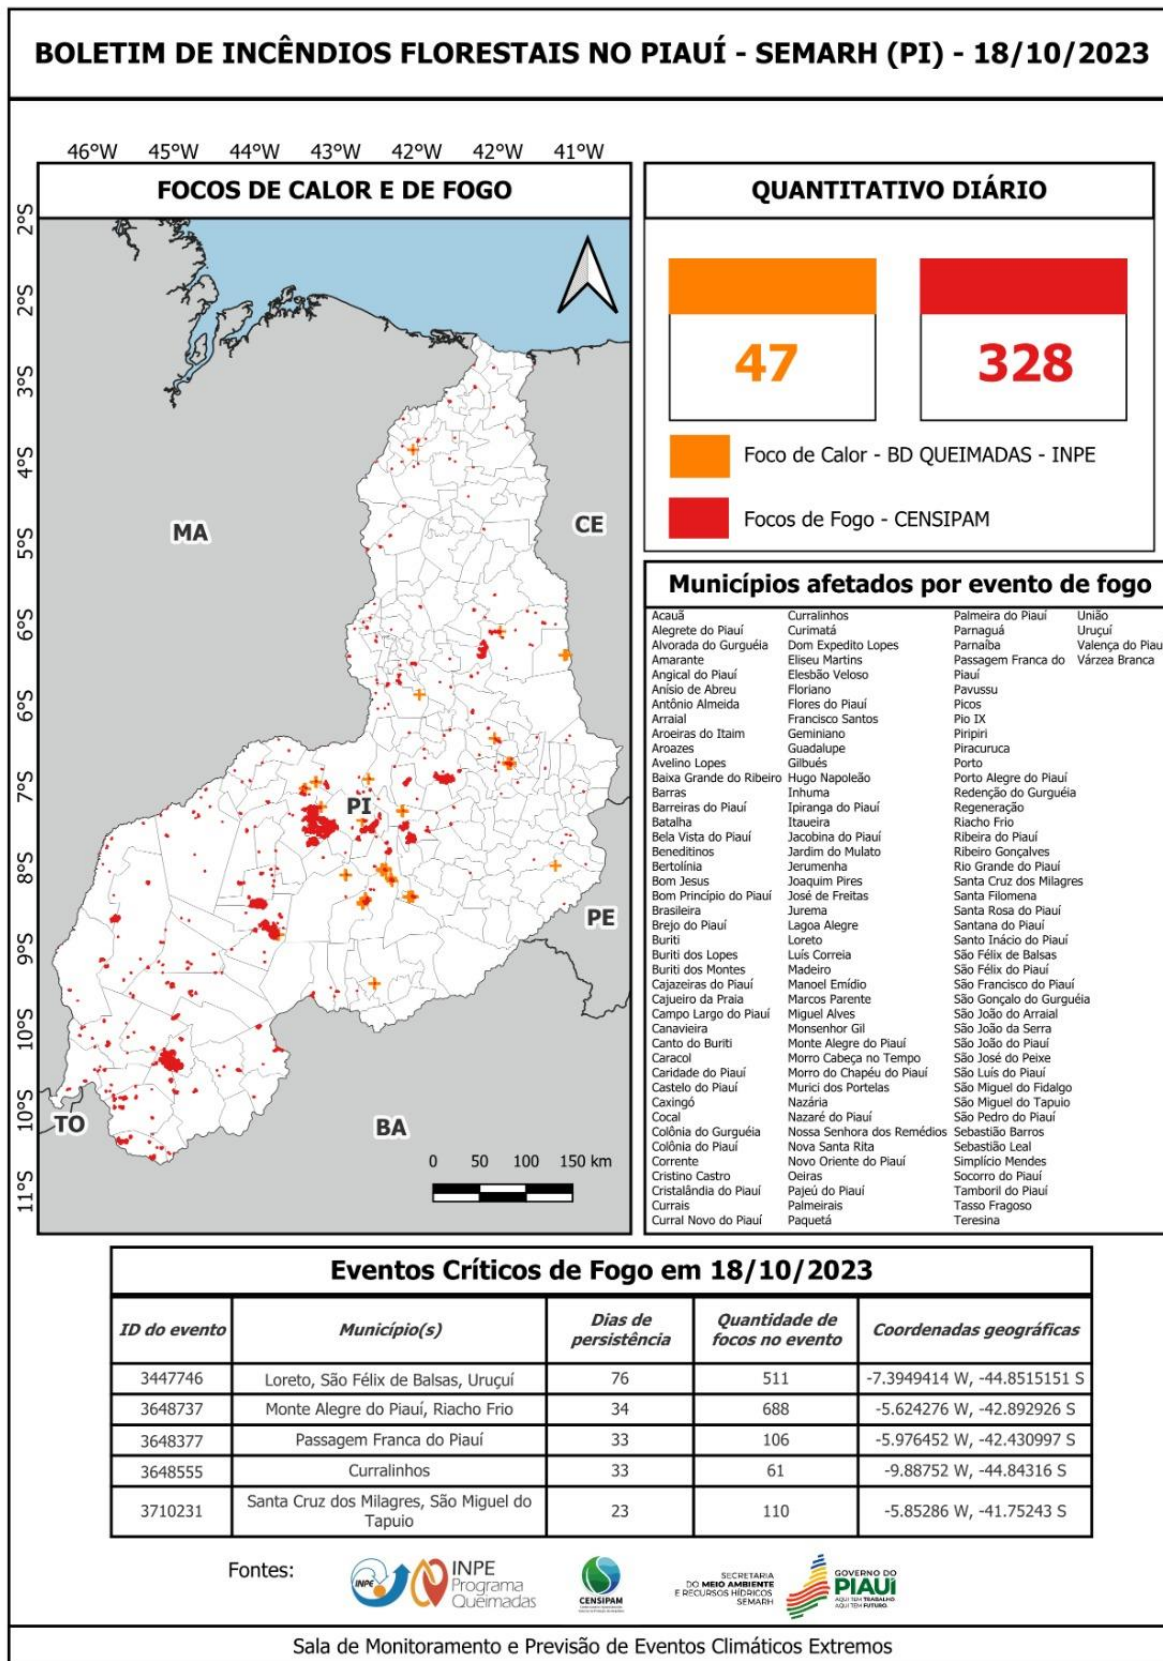 BOLETIM DE INCÊNDIOS FLORESTAIS NO PIAUÍ - SEMARH (PI) - 18/10/2023
46°W 45°W 44°W 43°W 42°W 42°W 41°W
FOCOS DE CALOR E DE FOGO
2°S
2°S
3°S
4°S
5°S
6°S
6°S
7°S
8°S
9°S
10°S
10°S
11°S
MA
CE
PI
PE
TO
BA
0 50 100 150 km
QUANTITATIVO DIÁRIO
47
328
Foco de Calor - BD QUEIMADAS - INPE
Focos de Fogo - CENSIPAM
Municípios afetados por evento de fogo
Acauã
Alegrete do Piauí
Alvorada do Gurguéia
Amarante
Angical do Piauí
Anísio de Abreu
Antônio Almeida
Arraial
Aroeiras do Itaim
Aroazes
Avelino Lopes
Baixa Grande do Ribeiro
Barras
Barreiras do Piauí
Batalha
Bela Vista do Piauí
Beneditinos
Bertolínia
Bom Jesus
Bom Princípio do Piauí
Brasileira
Brejo do Piauí
Buriti
Buriti dos Lopes
Buriti dos Montes
Cajazeiras do Piauí
Cajueiro da Praia
Campo Largo do Piauí
Canavieira
Canto do Buriti
Caracol
Caridade do Piauí
Castelo do Piauí
Caxingó
Cocal
Colônia do Gurguéia
Colônia do Piauí
Corrente
Cristino Castro
Cristalândia do Piauí
Currais
Curral Novo do Piauí
Curralinhos
Curimatá
Dom Expedito Lopes
Eliseu Martins
Elesbão Veloso
Floriano
Flores do Piauí
Francisco Santos
Geminiano
Guadalupe
Gilbués
Hugo Napoleão
Inhuma
Ipiranga do Piauí
Itaueira
Jacobina do Piauí
Jardim do Mulato
Jerumenha
Joaquim Pires
José de Freitas
Jurema
Lagoa Alegre
Loreto
Luís Correia
Madeiro
Manoel Emídio
Marcos Parente
Miguel Alves
Monsenhor Gil
Monte Alegre do Piauí
Morro Cabeça no Tempo
Morro do Chapéu do Piauí
Murici dos Portelas
Nazária
Nazaré do Piauí
Nossa Senhora dos Remédios
Nova Santa Rita
Novo Oriente do Piauí
Oeiras
Pajeú do Piauí
Palmeirais
Paquetá
Palmeira do Piauí
Parnaguá
Parnaíba
Passagem Franca do
Piauí
Pavussu
Picos
Pio IX
Piripiri
Piracuruca
Porto
Porto Alegre do Piauí
Redenção do Gurguéia
Regeneração
Riacho Frio
Ribeira do Piauí
Ribeiro Gonçalves
Rio Grande do Piauí
Santa Cruz dos Milagres
Santa Filomena
Santa Rosa do Piauí
Santana do Piauí
Santo Inácio do Piauí
São Félix de Balsas
São Félix do Piauí
São Francisco do Piauí
São Gonçalo do Gurguéia
São João do Arraial
São João da Serra
São João do Piauí
São José do Peixe
São Luís do Piauí
São Miguel do Fidalgo
São Miguel do Tapuio
São Pedro do Piauí
Sebastião Barros
Sebastião Leal
Simplício Mendes
Socorro do Piauí
Tamboril do Piauí
Tasso Fragoso
Teresina
União
Uruçuí
Valença do Piau
Várzea Branca
Eventos Críticos de Fogo em 18/10/2023
ID do evento Município(s) Dias de persistência Quantidade de focos no evento Coordenadas geográficas
3447746 Loreto, São Félix de Balsas, Uruçuí 76 511 -7.3949414 W, -44.8515151 S
3648737 Monte Alegre do Piauí, Riacho Frio 34 688 -5.624276 W, -42.892926 S
3648377 Passagem Franca do Piauí 33 106 -5.976452 W, -42.430997 S
3648555 Curralinhos 33 61 -9.88752 W, -44.84316 S
3710231 Santa Cruz dos Milagres, São Miguel do Tapuio 23 110 -5.85286 W, -41.75243 S
Fontes:
INPE
INPE
Programa
Queimadas
CENSIPAM
SECRETARIA
DO MEIO AMBIENTE
E RECURSOS HÍDRICOS
SEMARH
GOVERNO DO
PIAUÍ
AQUI TEM TRABALHO.
AQUI TEM FUTURO.
Sala de Monitoramento e Previsão de Eventos Climáticos Extremos